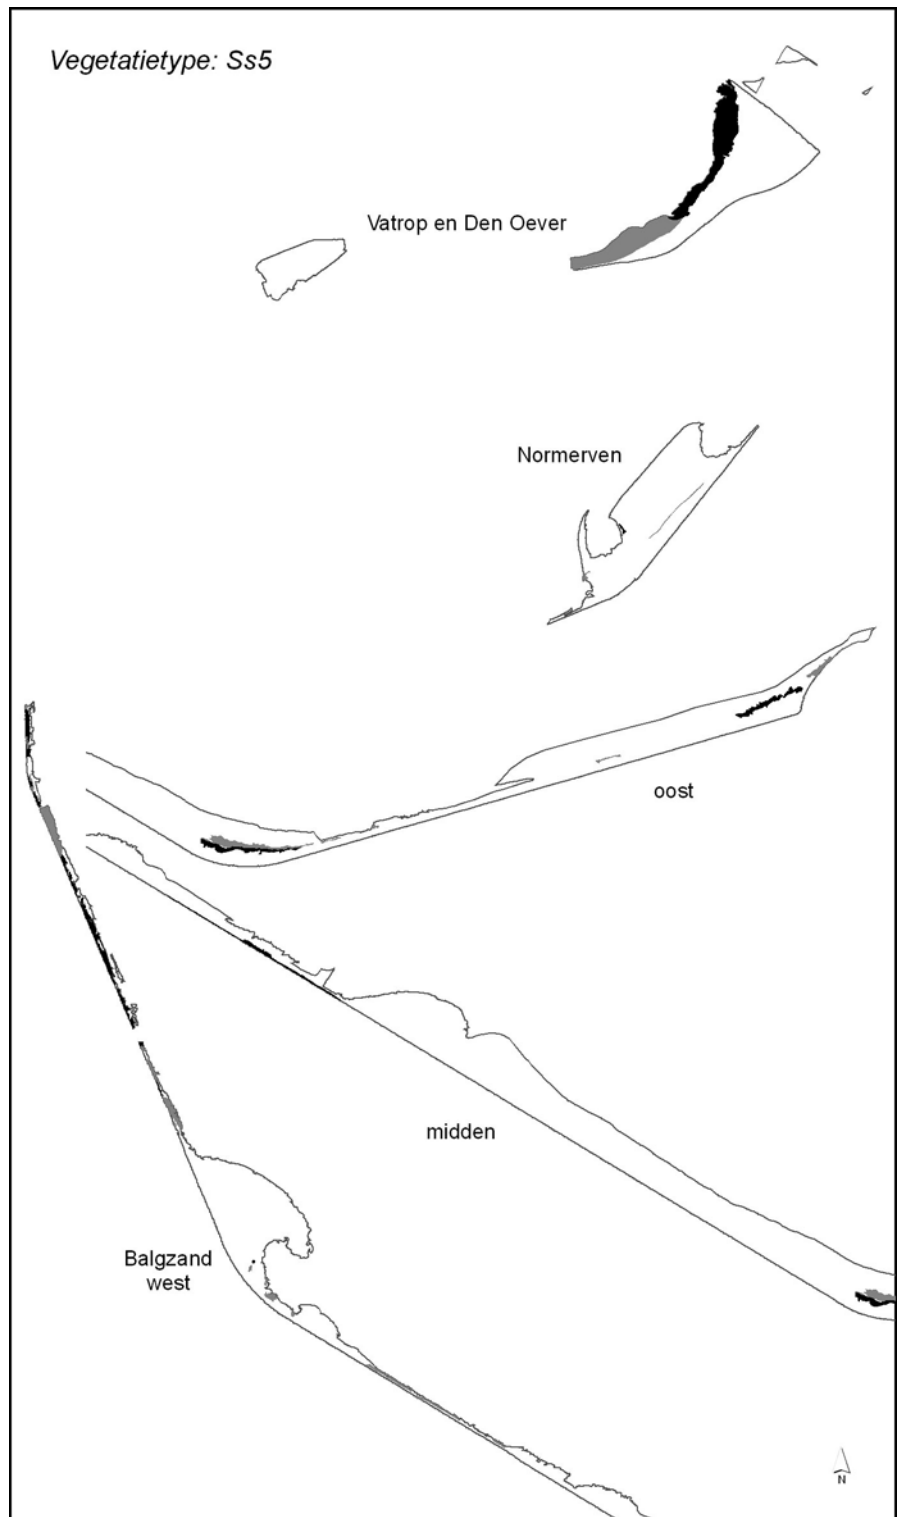 Vegetatietype: Ss5
Vatrop en Den Oever
Normerven
oost
midden
Balgzand
west
N